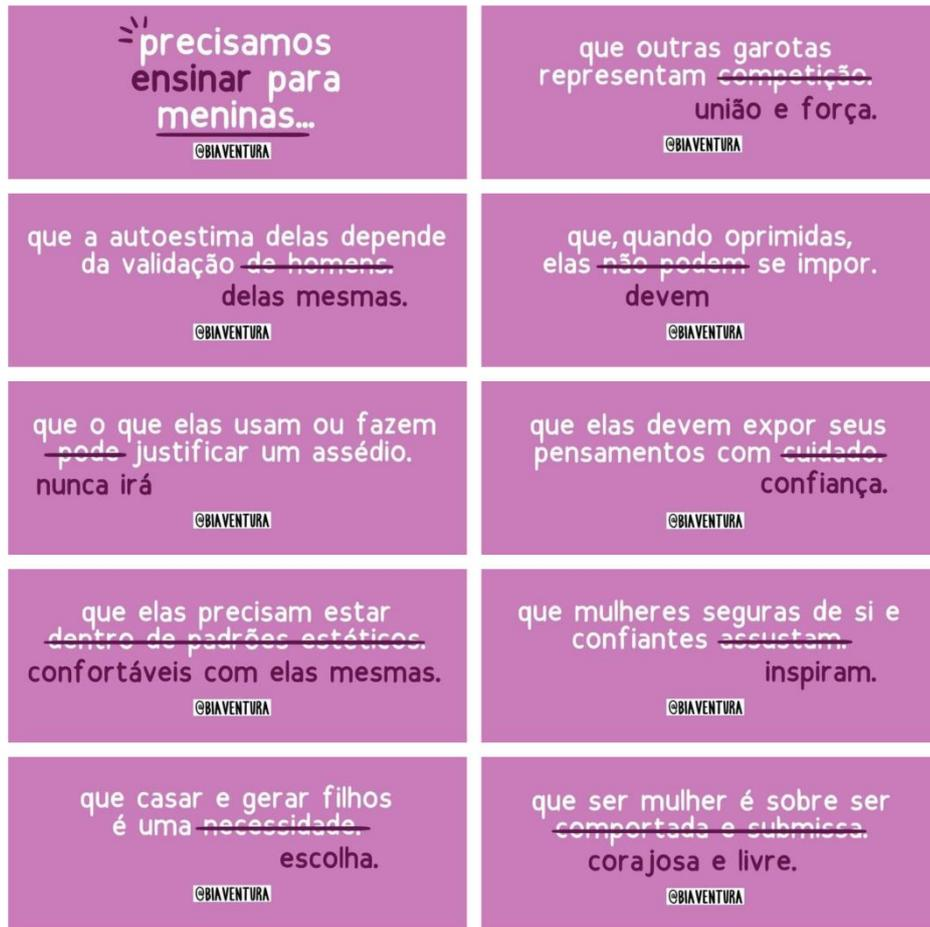 precisamos
ensinar para
meninas...
@BIAVENTURA
que outras garotas
representam competição.
união e força.
@BIAVENTURA
que a autoestima delas depende
da validação de homens.
delas mesmas.
@BIAVENTURA
que, quando oprimidas,
elas não podem se impor.
devem
@BIAVENTURA
que o que elas usam ou fazem
pode justificar um assédio.
nunca irá
@BIAVENTURA
que elas devem expor seus
pensamentos com cuidado.
confiança.
@BIAVENTURA
que elas precisam estar
dentro de padrões estéticos.
confortáveis com elas mesmas.
@BIAVENTURA
que mulheres seguras de si e
confiantes assustam.
inspiram.
@BIAVENTURA
que casar e gerar filhos
é uma necessidade.
escolha.
@BIAVENTURA
que ser mulher é sobre ser
comportada e submissa.
corajosa e livre.
@BIAVENTURA